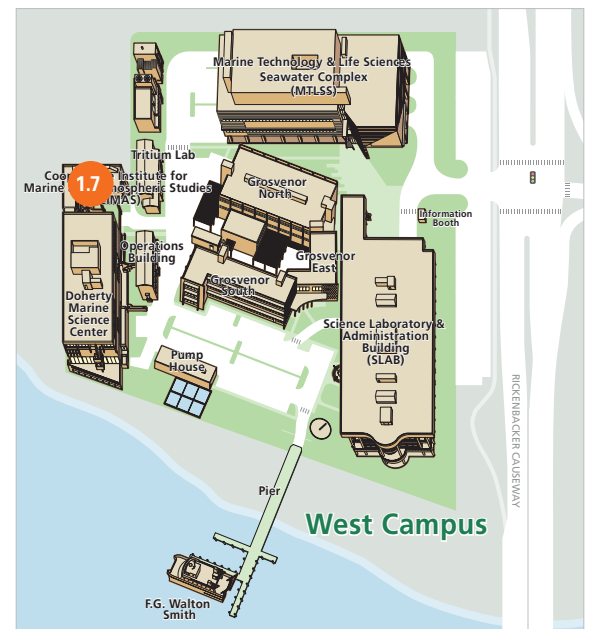 Marine Technology & Life Sciences
Seawater Complex
(MTLSS)
Tritium Lab
Institute for
Marine
Studies
1.7
Grosvenor
North
Information
Booth
Operations
Building
Grosvenor
East
Grosvenor
South
Doherty
Marine
Science
Center
Science Laboratory &
Administration
Building
(SLAB)
Pump
House
RICKENBACKER CAUSEWAY
Pier
West Campus
F.G. Walton
Smith